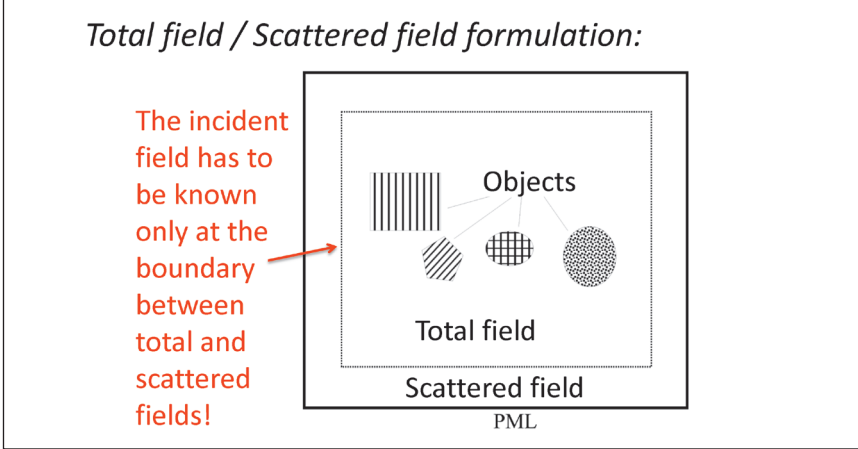 Total field / Scattered field formulation:
The incident
field has to
be known
only at the
boundary
between
total and
scattered
fields!
Objects
Total field
Scattered field
PML